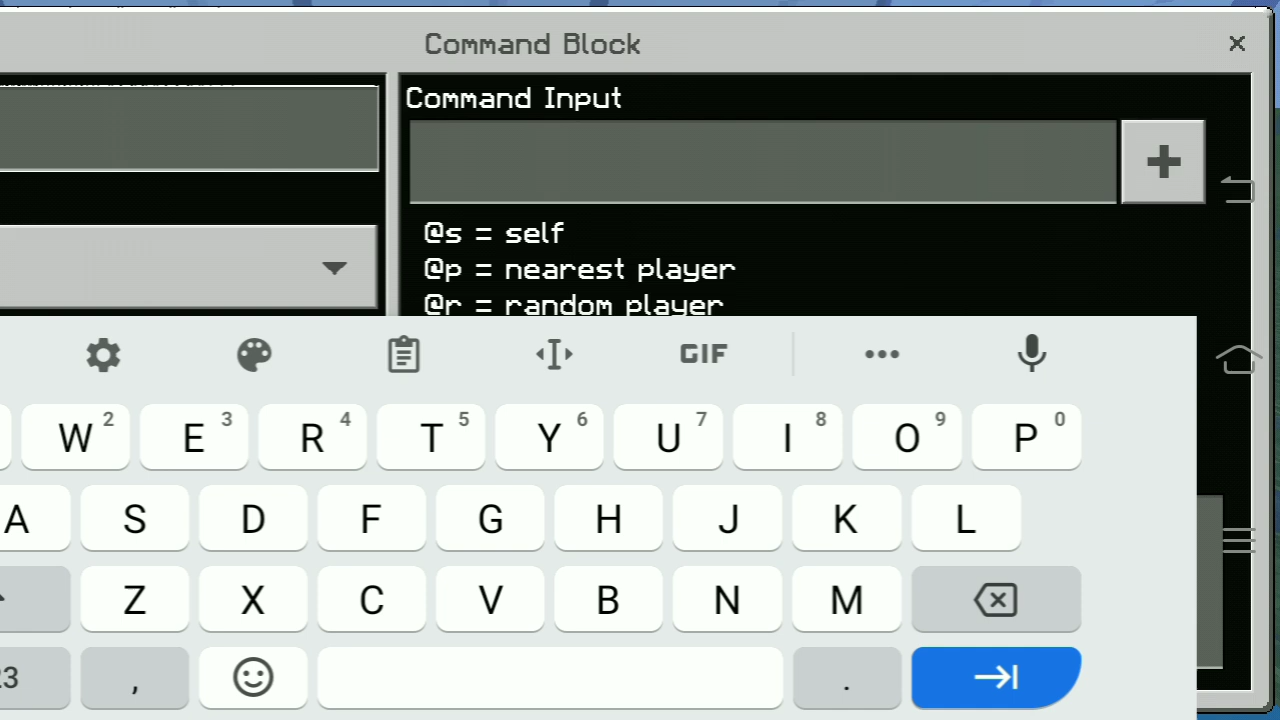 Command Block
Command Input
@s = self
@p = nearest player
@r = random player
GIF
W 2 E 3 R 4 T 5 Y 6 U 7 I 8 O 9 P 0
A S D F G H J K L
Z X C V B N M
23 , .